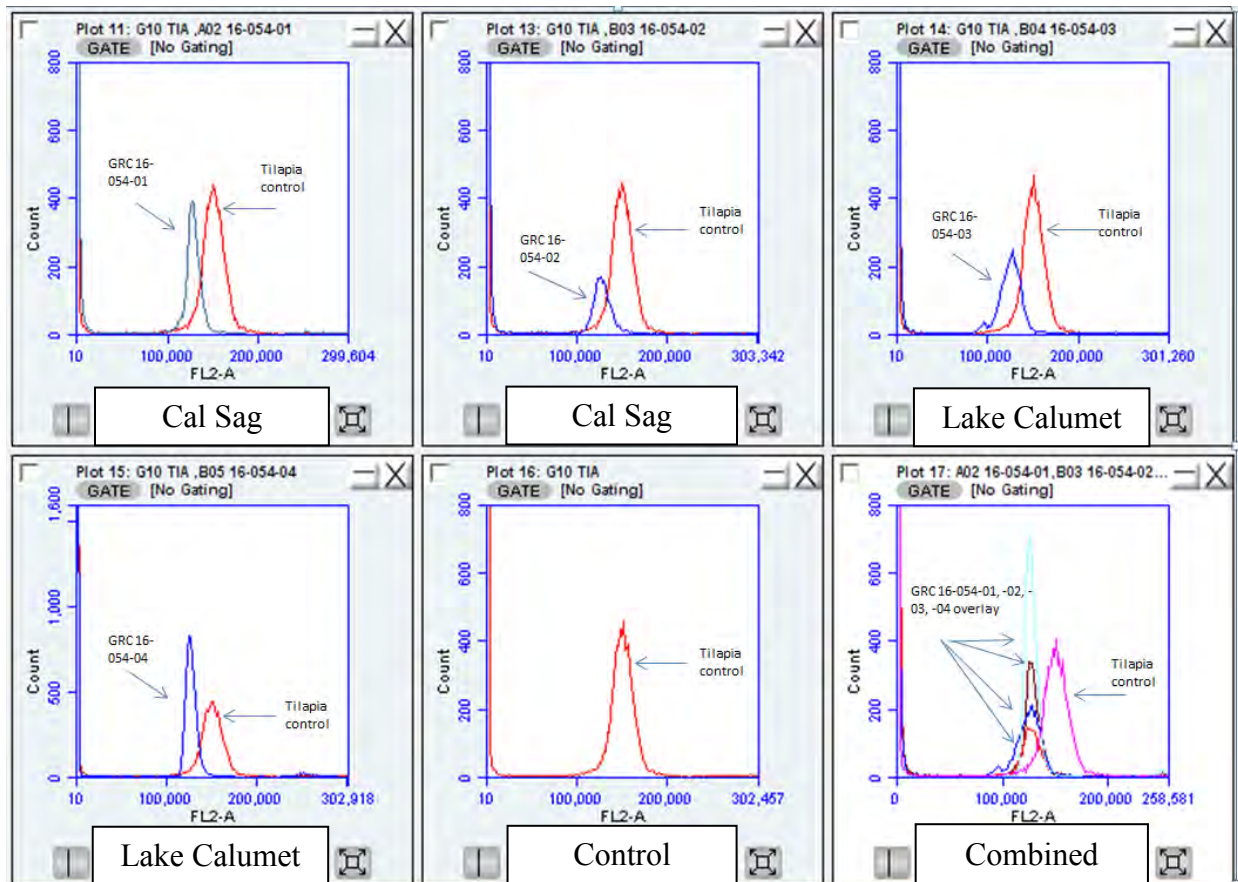 Plot 11: G10 TIA ,A02 16-054-01
GATE [No Gating]
800
600
400
200
0
Count
GRC 16-
054-01
Tilapia
control
10 100,000 200,000 299,604
FL2-A
Cal Sag
Plot 13: G10 TIA ,B03 16-054-02
GATE [No Gating]
800
600
400
200
0
Count
GRC 16-
054-02
Tilapia
control
10 100,000 200,000 303,342
FL2-A
Cal Sag
Plot 14: G10 TIA ,B04 16-054-03
GATE [No Gating]
800
600
400
200
0
Count
GRC 16-
054-03
Tilapia
control
10 100,000 200,000 301,260
FL2-A
Lake Calumet
Plot 15: G10 TIA ,B05 16-054-04
GATE [No Gating]
1,600
1,000
500
0
Count
GRC 16-
054-04
Tilapia
control
10 100,000 200,000 302,918
FL2-A
Lake Calumet
Plot 16: G10 TIA
GATE [No Gating]
800
600
400
200
0
Count
Tilapia
control
10 100,000 200,000 302,457
FL2-A
Control
Plot 17: A02 16-054-01,B03 16-054-02...
GATE [No Gating]
800
600
400
200
0
Count
GRC 16-054-01, -02, -
03, -04 overlay
Tilapia
control
0 100,000 200,000 258,581
FL2-A
Combined